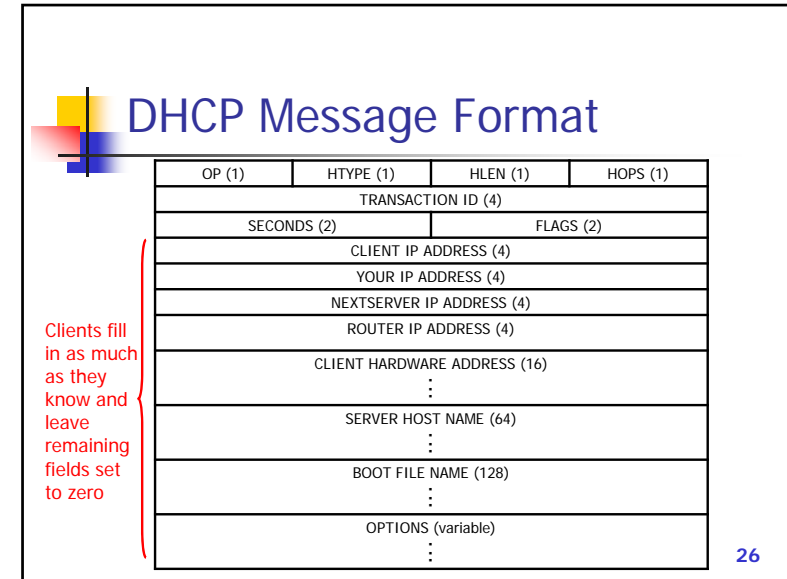 DHCP Message Format
OP (1) HTYPE (1) HLEN (1) HOPS (1)
TRANSACTION ID (4)
SECONDS (2) FLAGS (2)
CLIENT IP ADDRESS (4)
YOUR IP ADDRESS (4)
NEXTSERVER IP ADDRESS (4)
ROUTER IP ADDRESS (4)
CLIENT HARDWARE ADDRESS (16)
⋮
SERVER HOST NAME (64)
⋮
BOOT FILE NAME (128)
⋮
OPTIONS (variable)
⋮
Clients fill
in as much
as they
know and
leave
remaining
fields set
to zero
26